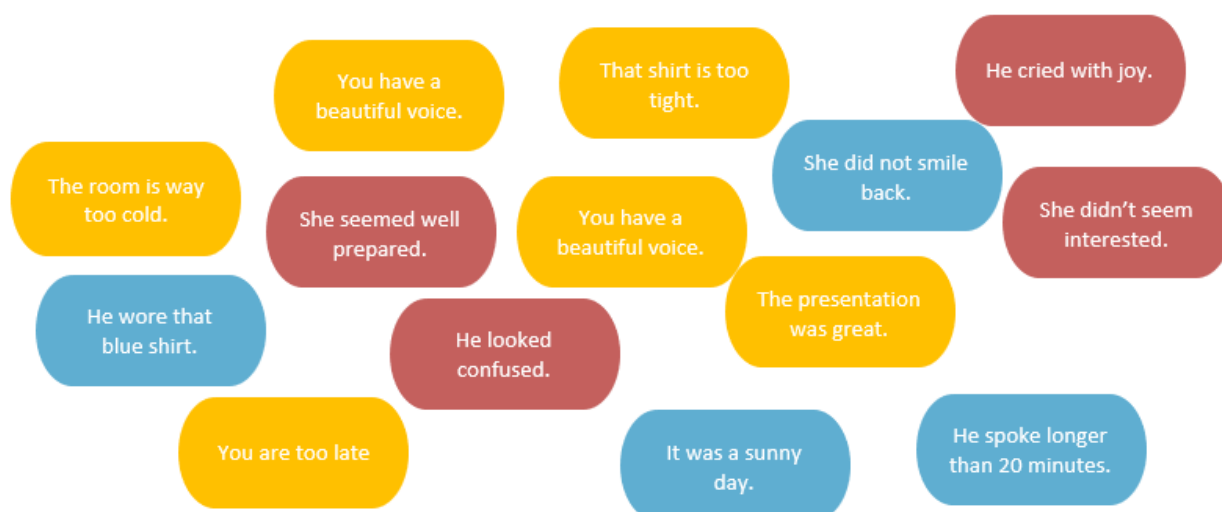 You have a
beautiful voice.
That shirt is too
tight.
He cried with joy.
She did not smile
back.
The room is way
too cold.
She seemed well
prepared.
You have a
beautiful voice.
She didn’t seem
interested.
He wore that
blue shirt.
He looked
confused.
The presentation
was great.
You are too late
It was a sunny
day.
He spoke longer
than 20 minutes.